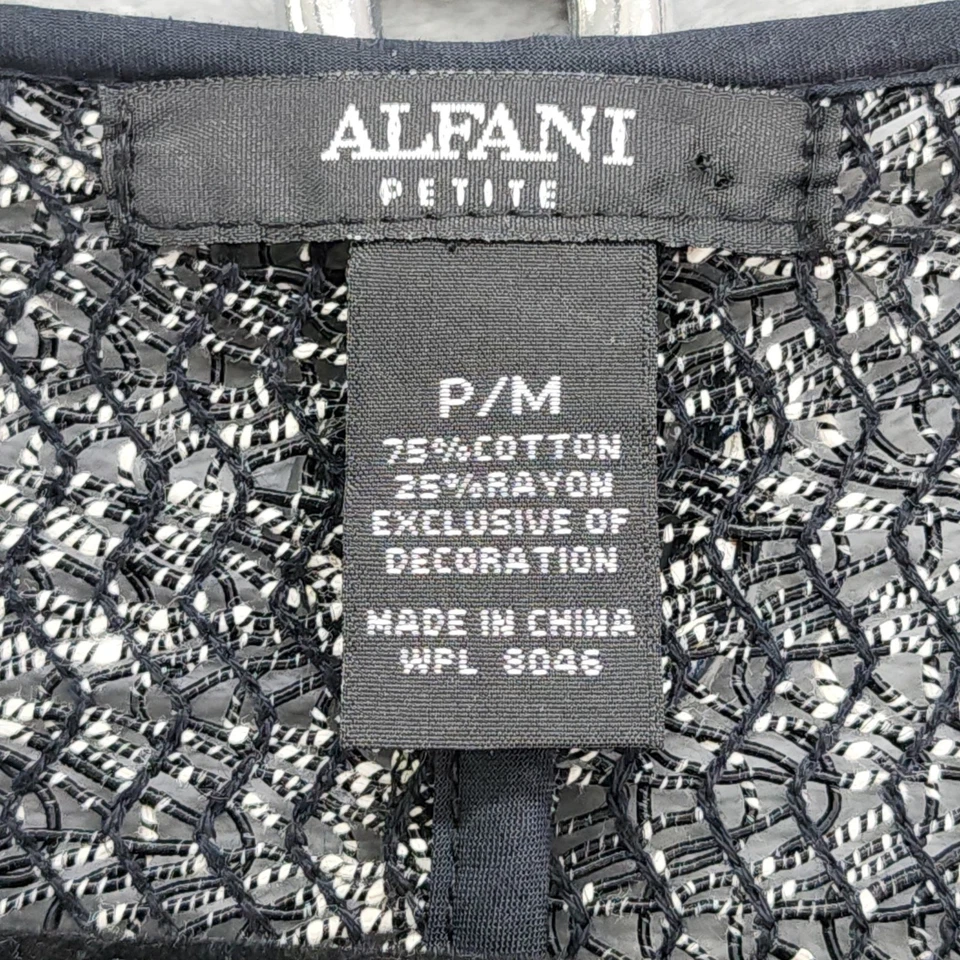 ALFANI
PETITE
P/M
75%COTTON
25%RAYON
EXCLUSIVE OF
DECORATION
MADE IN CHINA
WPL 8046